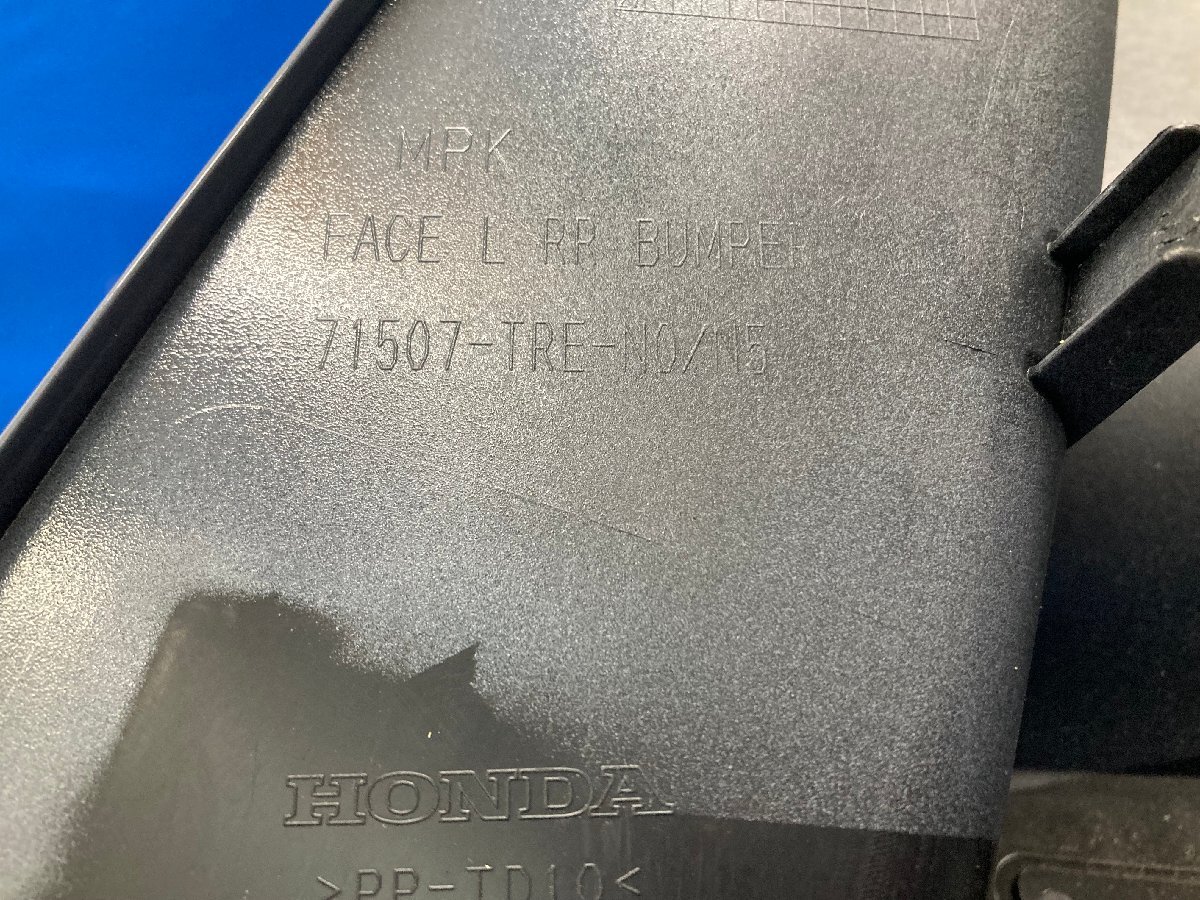 MPK
FACE L RR BUMPER
71507-TRE-N0/N5
HONDA
>PP-TD10<